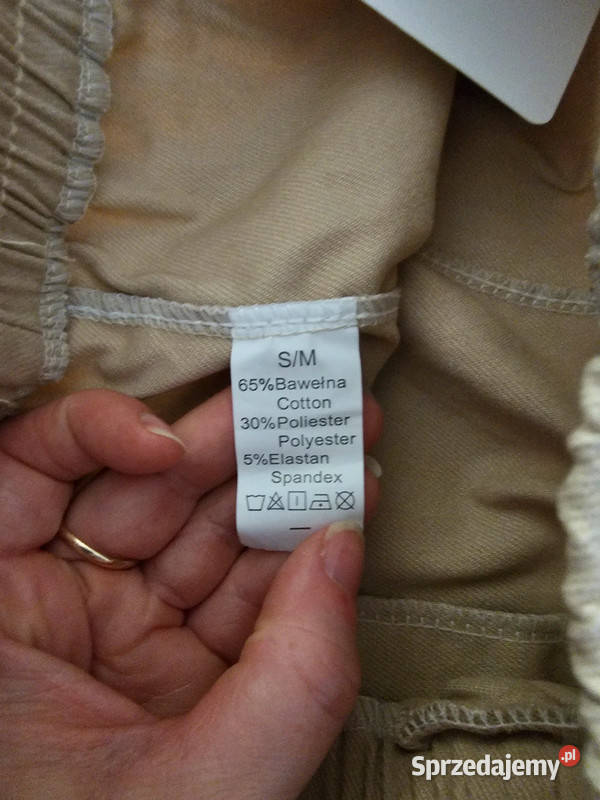 S/M
65%Bawełna
Cotton
30%Poliester
Polyester
5%Elastan
Spandex
Sprzedajemy.pl